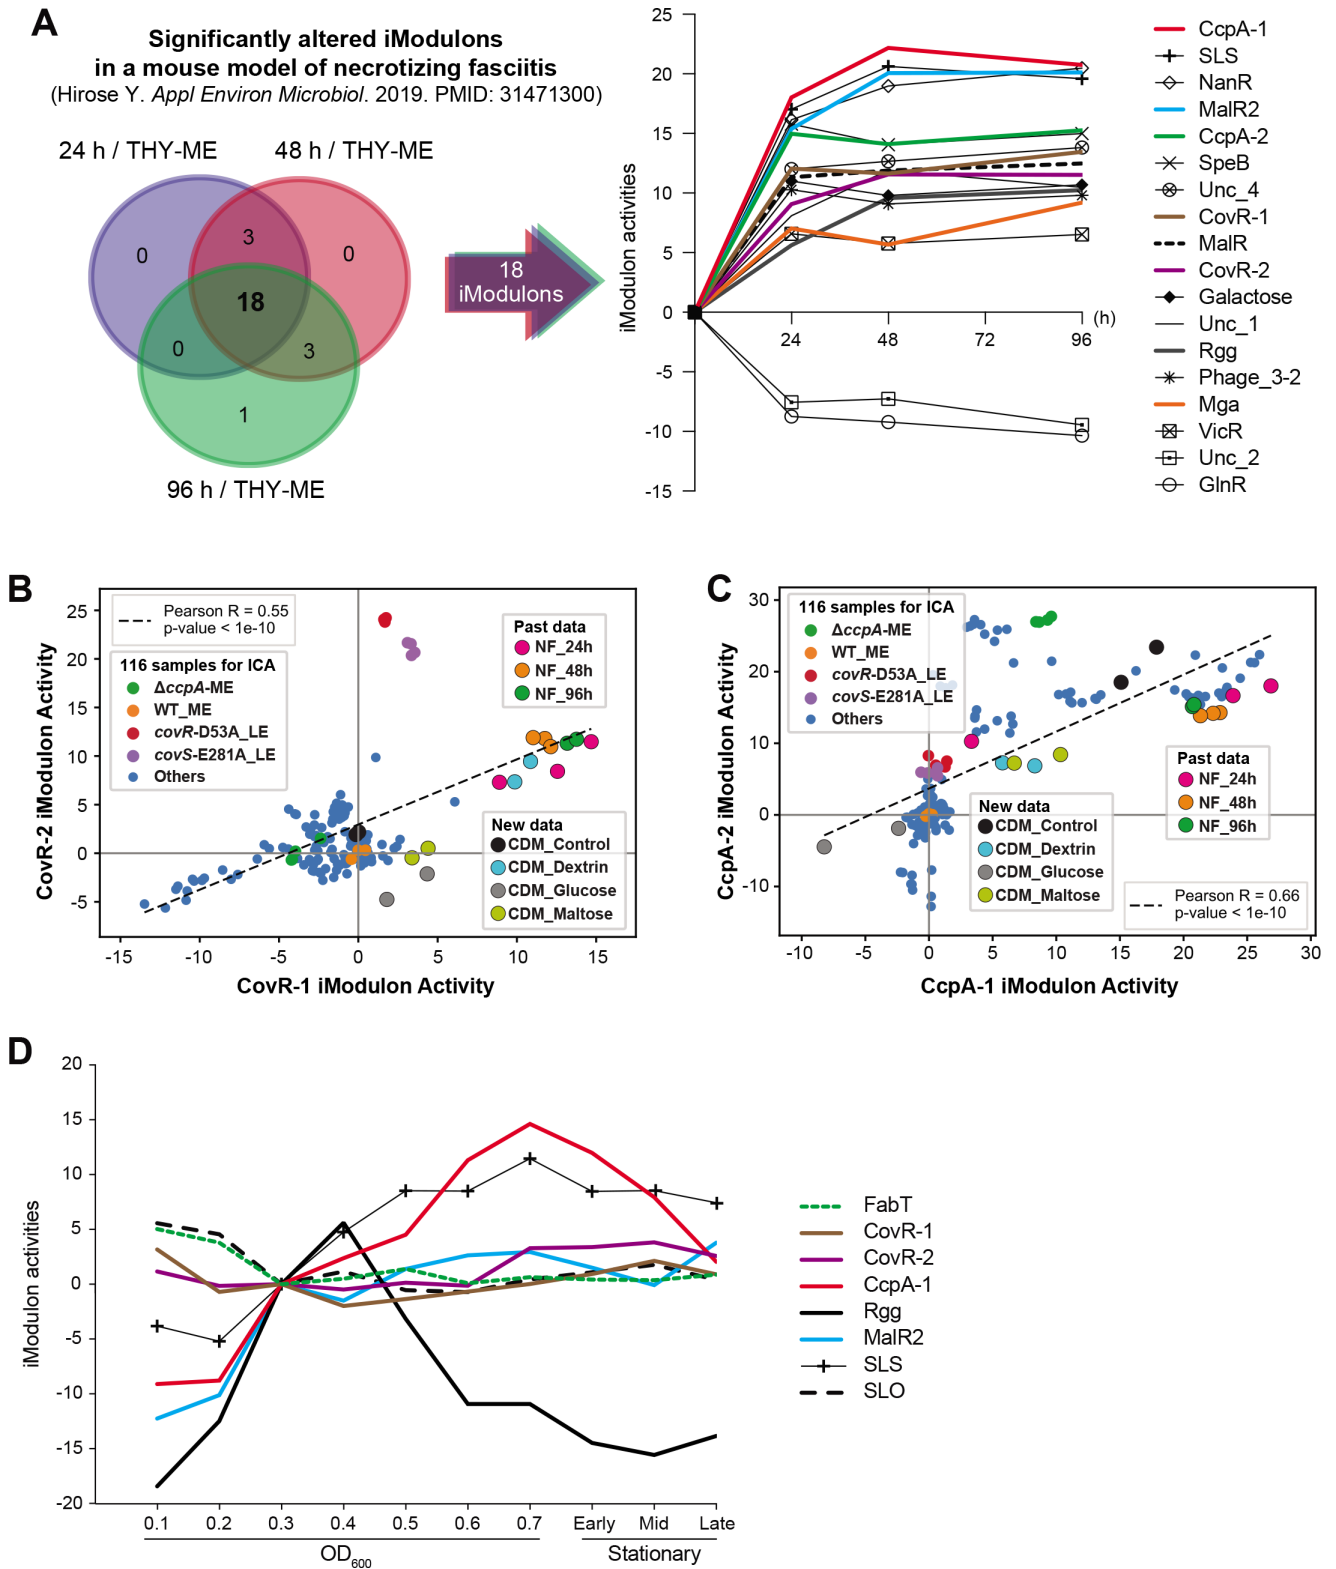 A
Significantly altered iModulons
in a mouse model of necrotizing fasciitis
(Hirose Y. Appl Environ Microbiol. 2019. PMID: 31471300)
24 h / THY-ME
48 h / THY-ME
0
3
0
18
0
3
1
96 h / THY-ME
18
iModulons
iModulon activities
25
20
15
10
5
0
-5
-10
-15
24
48
72
96
(h)
CcpA-1
SLS
NanR
MalR2
CcpA-2
SpeB
Unc_4
CovR-1
MalR
CovR-2
Galactose
Unc_1
Rgg
Phage_3-2
Mga
VicR
Unc_2
GlnR
B
CovR-2 iModulon Activity
25
20
15
10
5
0
-5
Pearson R = 0.55
p-value < 1e-10
116 samples for ICA
ΔccpA-ME
WT_ME
covR-D53A_LE
covS-E281A_LE
Others
Past data
NF_24h
NF_48h
NF_96h
New data
CDM_Control
CDM_Dextrin
CDM_Glucose
CDM_Maltose
-15
-10
-5
0
5
10
15
CovR-1 iModulon Activity
C
CcpA-2 iModulon Activity
30
20
10
0
-10
116 samples for ICA
ΔccpA-ME
WT_ME
covR-D53A_LE
covS-E281A_LE
Others
Past data
NF_24h
NF_48h
NF_96h
New data
CDM_Control
CDM_Dextrin
CDM_Glucose
CDM_Maltose
Pearson R = 0.66
p-value < 1e-10
-10
-5
0
5
10
15
20
25
30
CcpA-1 iModulon Activity
D
iModulon activities
20
15
10
5
0
-5
-10
-15
-20
0.1
0.2
0.3
0.4
0.5
0.6
0.7
Early
Mid
Late
OD600
Stationary
FabT
CovR-1
CovR-2
CcpA-1
Rgg
MalR2
SLS
SLO